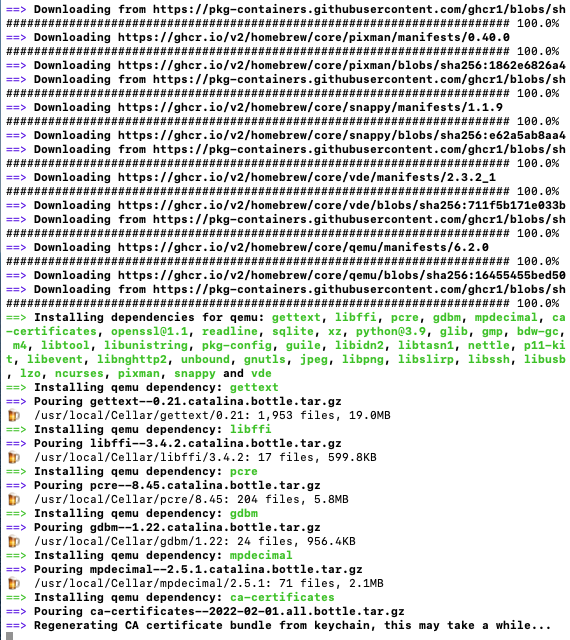 ==> Downloading from https://pkg-containers.githubusercontent.com/ghcr1/blobs/sh
######################################################################## 100.0%
==> Downloading https://ghcr.io/v2/homebrew/core/pixman/manifests/0.40.0
######################################################################## 100.0%
==> Downloading https://ghcr.io/v2/homebrew/core/pixman/blobs/sha256:1862e6826a4
==> Downloading from https://pkg-containers.githubusercontent.com/ghcr1/blobs/sh
######################################################################## 100.0%
==> Downloading https://ghcr.io/v2/homebrew/core/snappy/manifests/1.1.9
######################################################################## 100.0%
==> Downloading https://ghcr.io/v2/homebrew/core/snappy/blobs/sha256:e62a5ab8aa4
==> Downloading from https://pkg-containers.githubusercontent.com/ghcr1/blobs/sh
######################################################################## 100.0%
==> Downloading https://ghcr.io/v2/homebrew/core/vde/manifests/2.3.2_1
######################################################################## 100.0%
==> Downloading https://ghcr.io/v2/homebrew/core/vde/blobs/sha256:711f5b171e033b
==> Downloading from https://pkg-containers.githubusercontent.com/ghcr1/blobs/sh
######################################################################## 100.0%
==> Downloading https://ghcr.io/v2/homebrew/core/qemu/manifests/6.2.0
######################################################################## 100.0%
==> Downloading https://ghcr.io/v2/homebrew/core/qemu/blobs/sha256:16455455bed50
==> Downloading from https://pkg-containers.githubusercontent.com/ghcr1/blobs/sh
######################################################################## 100.0%
==> Installing dependencies for qemu: gettext, libffi, pcre, gdbm, mpdecimal, ca
-certificates, openssl@1.1, readline, sqlite, xz, python@3.9, glib, gmp, bdw-gc,
 m4, libtool, libunistring, pkg-config, guile, libidn2, libtasn1, nettle, p11-ki
t, libevent, libnghttp2, unbound, gnutls, jpeg, libpng, libslirp, libssh, libusb
, lzo, ncurses, pixman, snappy and vde
==> Installing qemu dependency: gettext
==> Pouring gettext--0.21.catalina.bottle.tar.gz
🍺  /usr/local/Cellar/gettext/0.21: 1,953 files, 19.0MB
==> Installing qemu dependency: libffi
==> Pouring libffi--3.4.2.catalina.bottle.tar.gz
🍺  /usr/local/Cellar/libffi/3.4.2: 17 files, 599.8KB
==> Installing qemu dependency: pcre
==> Pouring pcre--8.45.catalina.bottle.tar.gz
🍺  /usr/local/Cellar/pcre/8.45: 204 files, 5.8MB
==> Installing qemu dependency: gdbm
==> Pouring gdbm--1.22.catalina.bottle.tar.gz
🍺  /usr/local/Cellar/gdbm/1.22: 24 files, 956.4KB
==> Installing qemu dependency: mpdecimal
==> Pouring mpdecimal--2.5.1.catalina.bottle.tar.gz
🍺  /usr/local/Cellar/mpdecimal/2.5.1: 71 files, 2.1MB
==> Installing qemu dependency: ca-certificates
==> Pouring ca-certificates--2022-02-01.all.bottle.tar.gz
==> Regenerating CA certificate bundle from keychain, this may take a while...